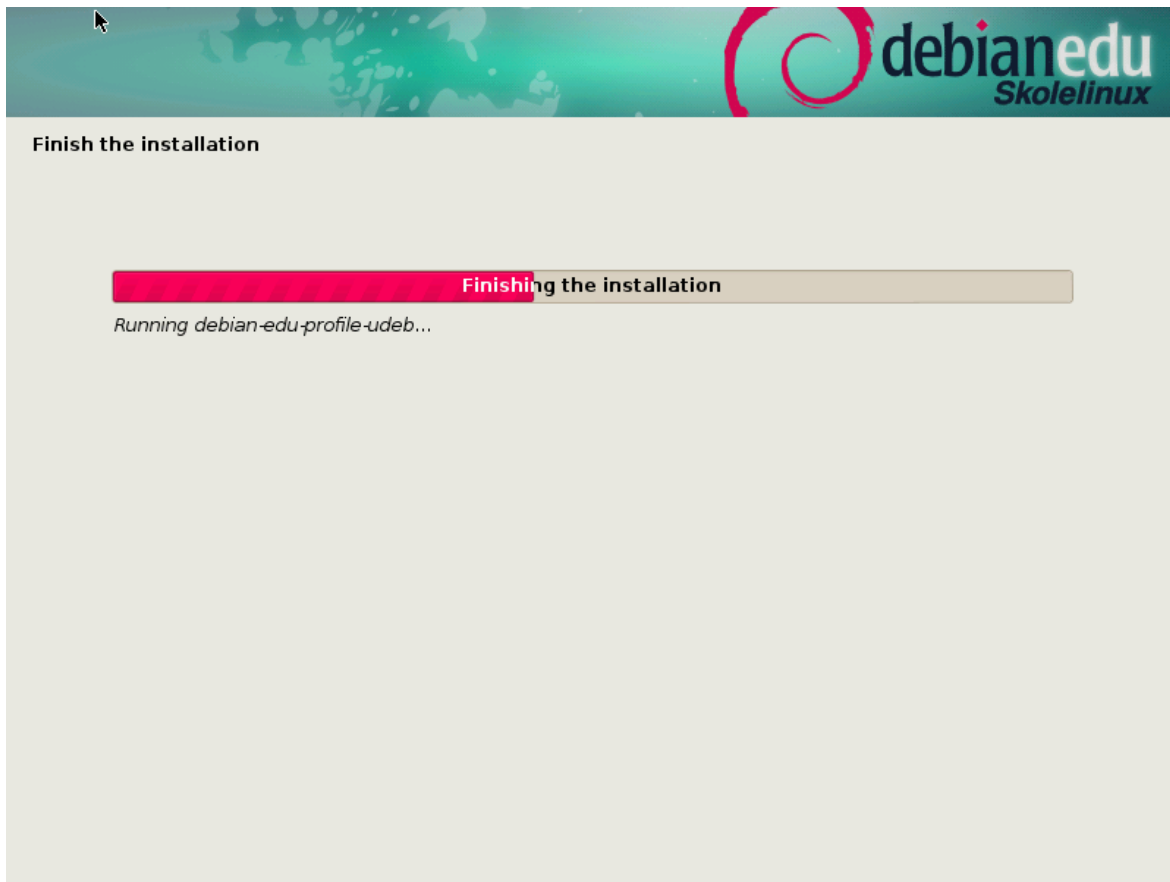 debianedu
Skolelinux
Finish the installation
Finishing the installation
Running debian-edu-profile-udeb...